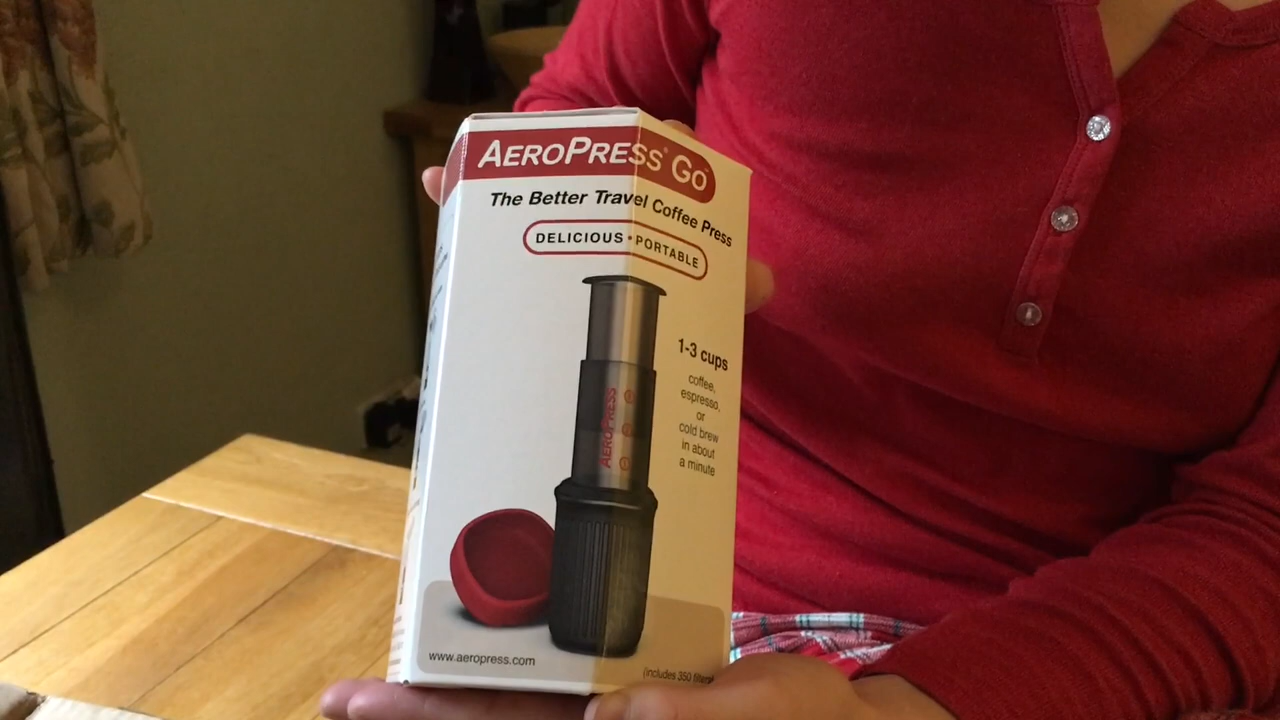 AEROPRESS® GO
The Better Travel Coffee Press
DELICIOUS • PORTABLE
1-3 cups
coffee,
espresso,
or
cold brew
in about
a minute
AEROPRESS
www.aeropress.com
(includes 350 filters)